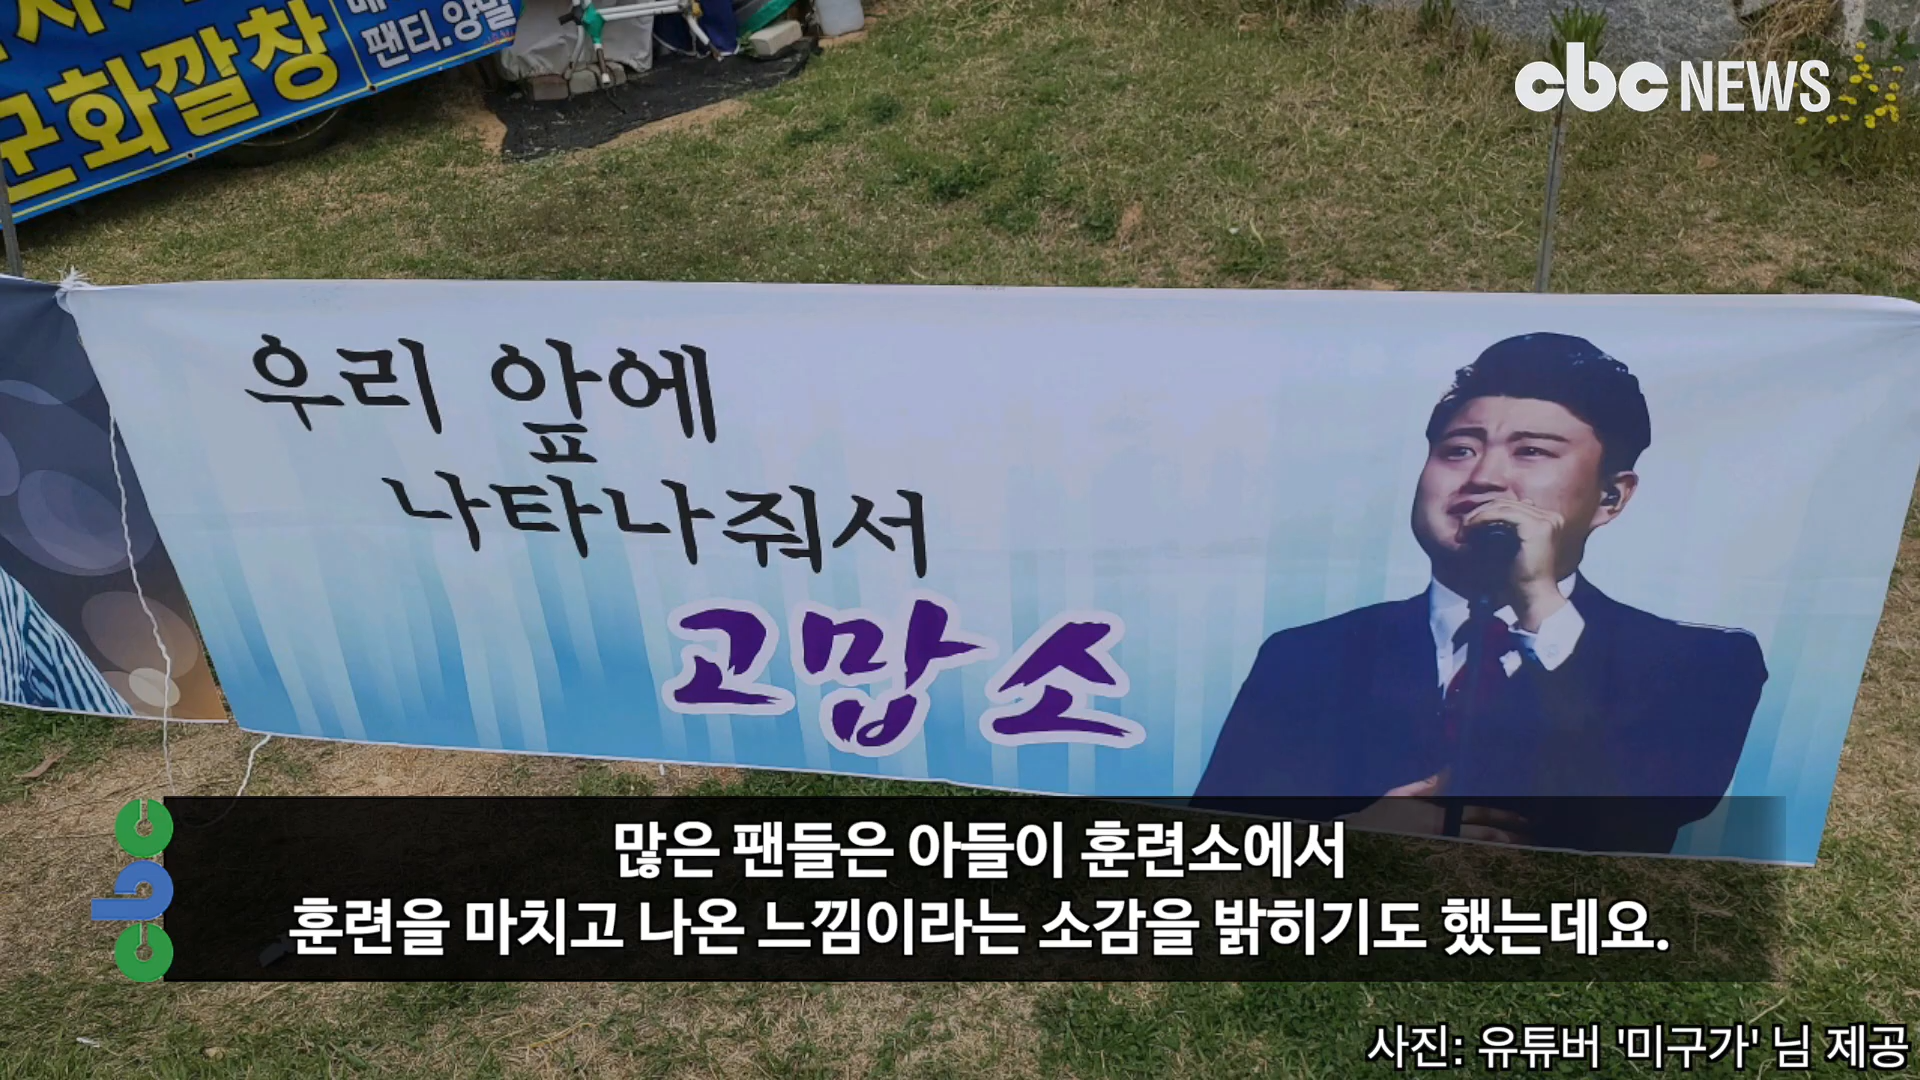 군화깔창
팬티.양말
cbc NEWS
우리 앞에
나타나줘서
고맙소
많은 팬들은 아들이 훈련소에서
훈련을 마치고 나온 느낌이라는 소감을 밝히기도 했는데요.
사진: 유튜버 '미구가' 님 제공